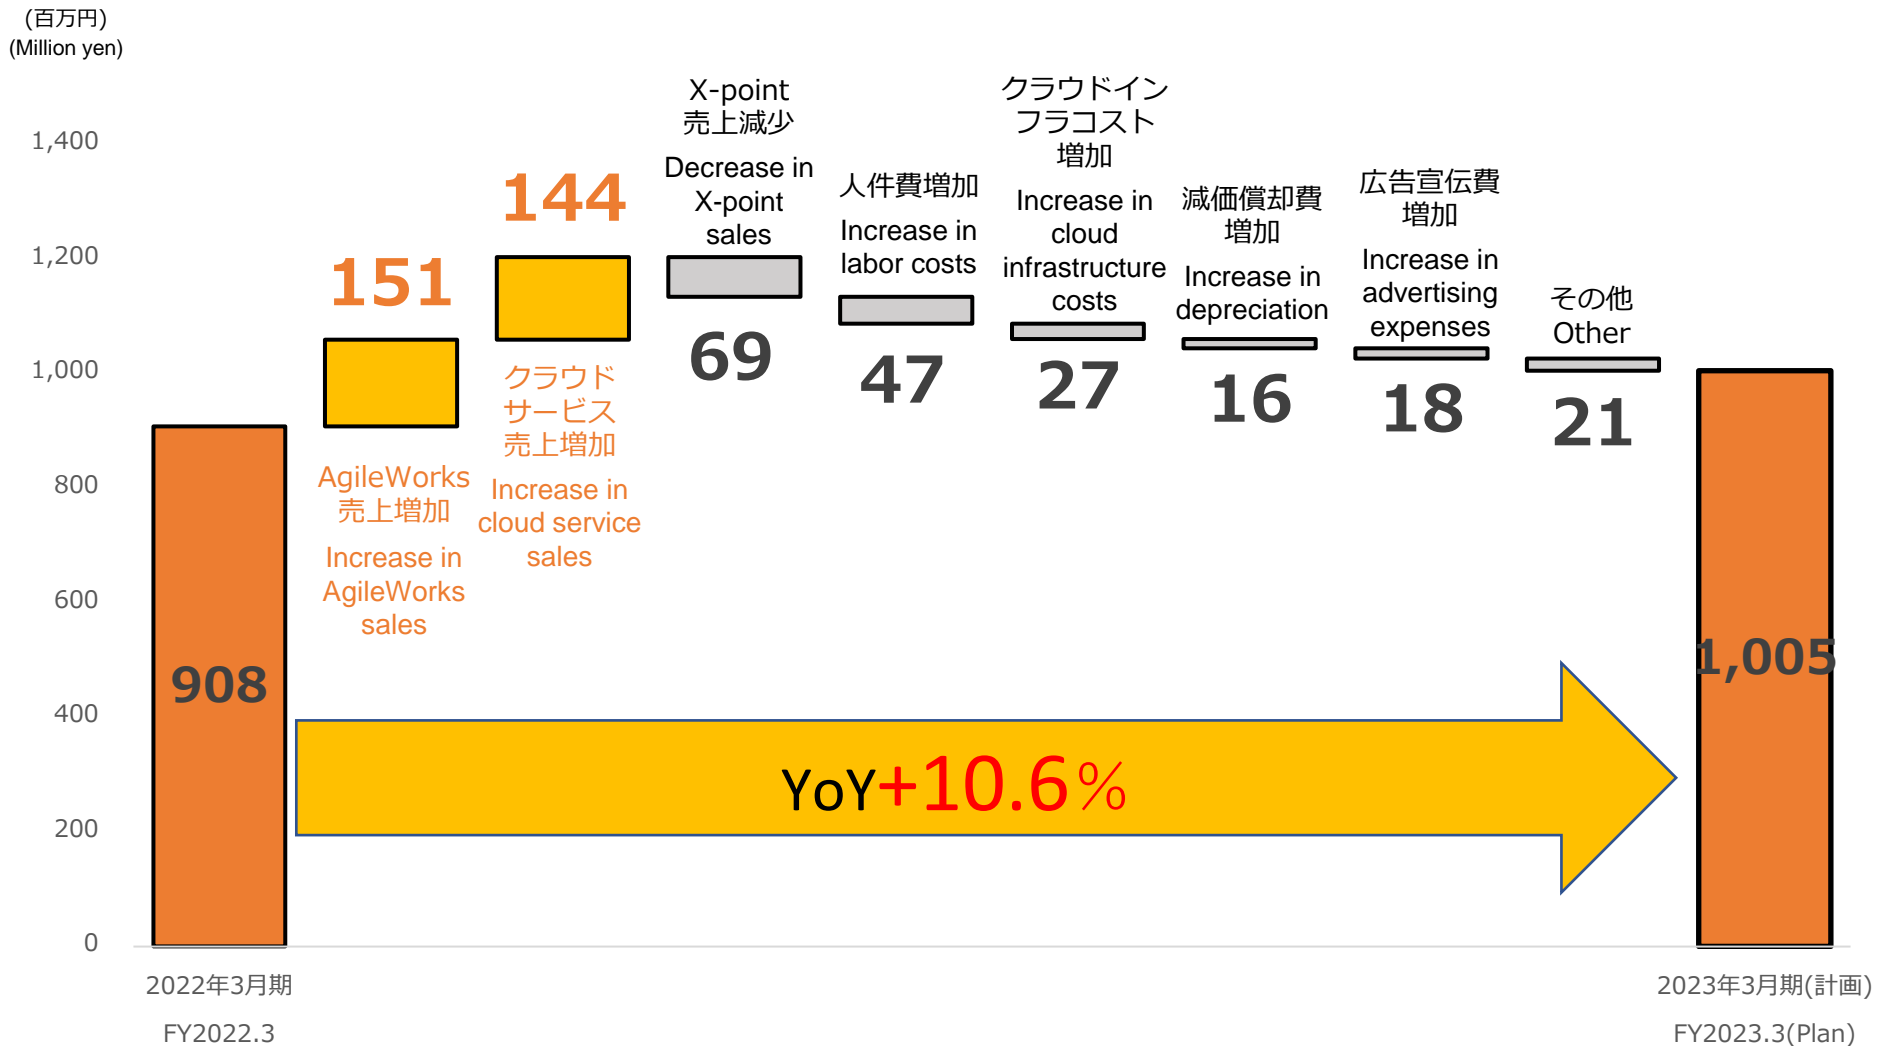 (百万円)
(Million yen)
1,400
1,200
1,000
800
600
400
200
0
908
151
AgileWorks
売上増加
Increase in
AgileWorks
sales
144
クラウド
サービス
売上増加
Increase in
cloud service
sales
X-point
売上減少
Decrease in
X-point
sales
69
人件費増加
Increase in
labor costs
47
クラウドイン
フラコスト
増加
Increase in
cloud
infrastructure
costs
27
減価償却費
増加
Increase in
depreciation
16
広告宣伝費
増加
Increase in
advertising
expenses
18
その他
Other
21
1,005
YoY+10.6%
2022年3月期
FY2022.3
2023年3月期(計画)
FY2023.3(Plan)